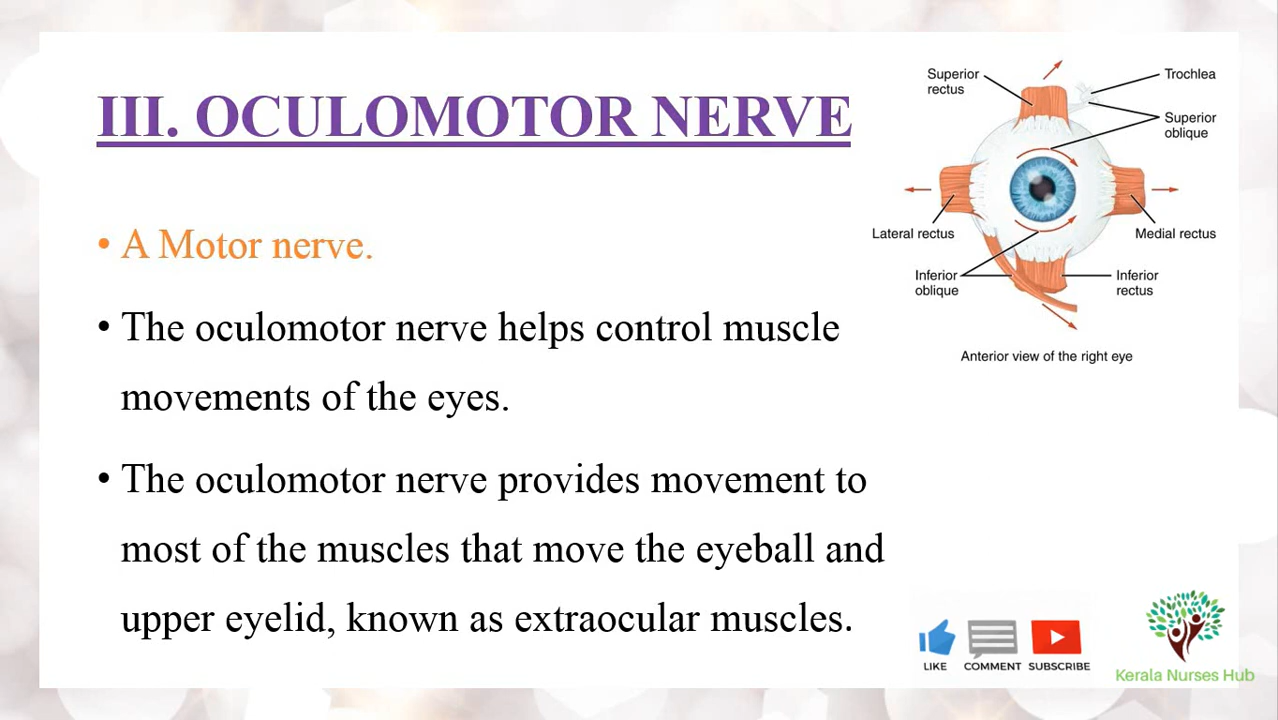 III. OCULOMOTOR NERVE
• A Motor nerve.
• The oculomotor nerve helps control muscle
movements of the eyes.
• The oculomotor nerve provides movement to
most of the muscles that move the eyeball and
upper eyelid, known as extraocular muscles.
Superior
rectus
Trochlea
Superior
oblique
Lateral rectus
Medial rectus
Inferior
oblique
Inferior
rectus
Anterior view of the right eye
LIKE COMMENT SUBSCRIBE
Kerala Nurses Hub